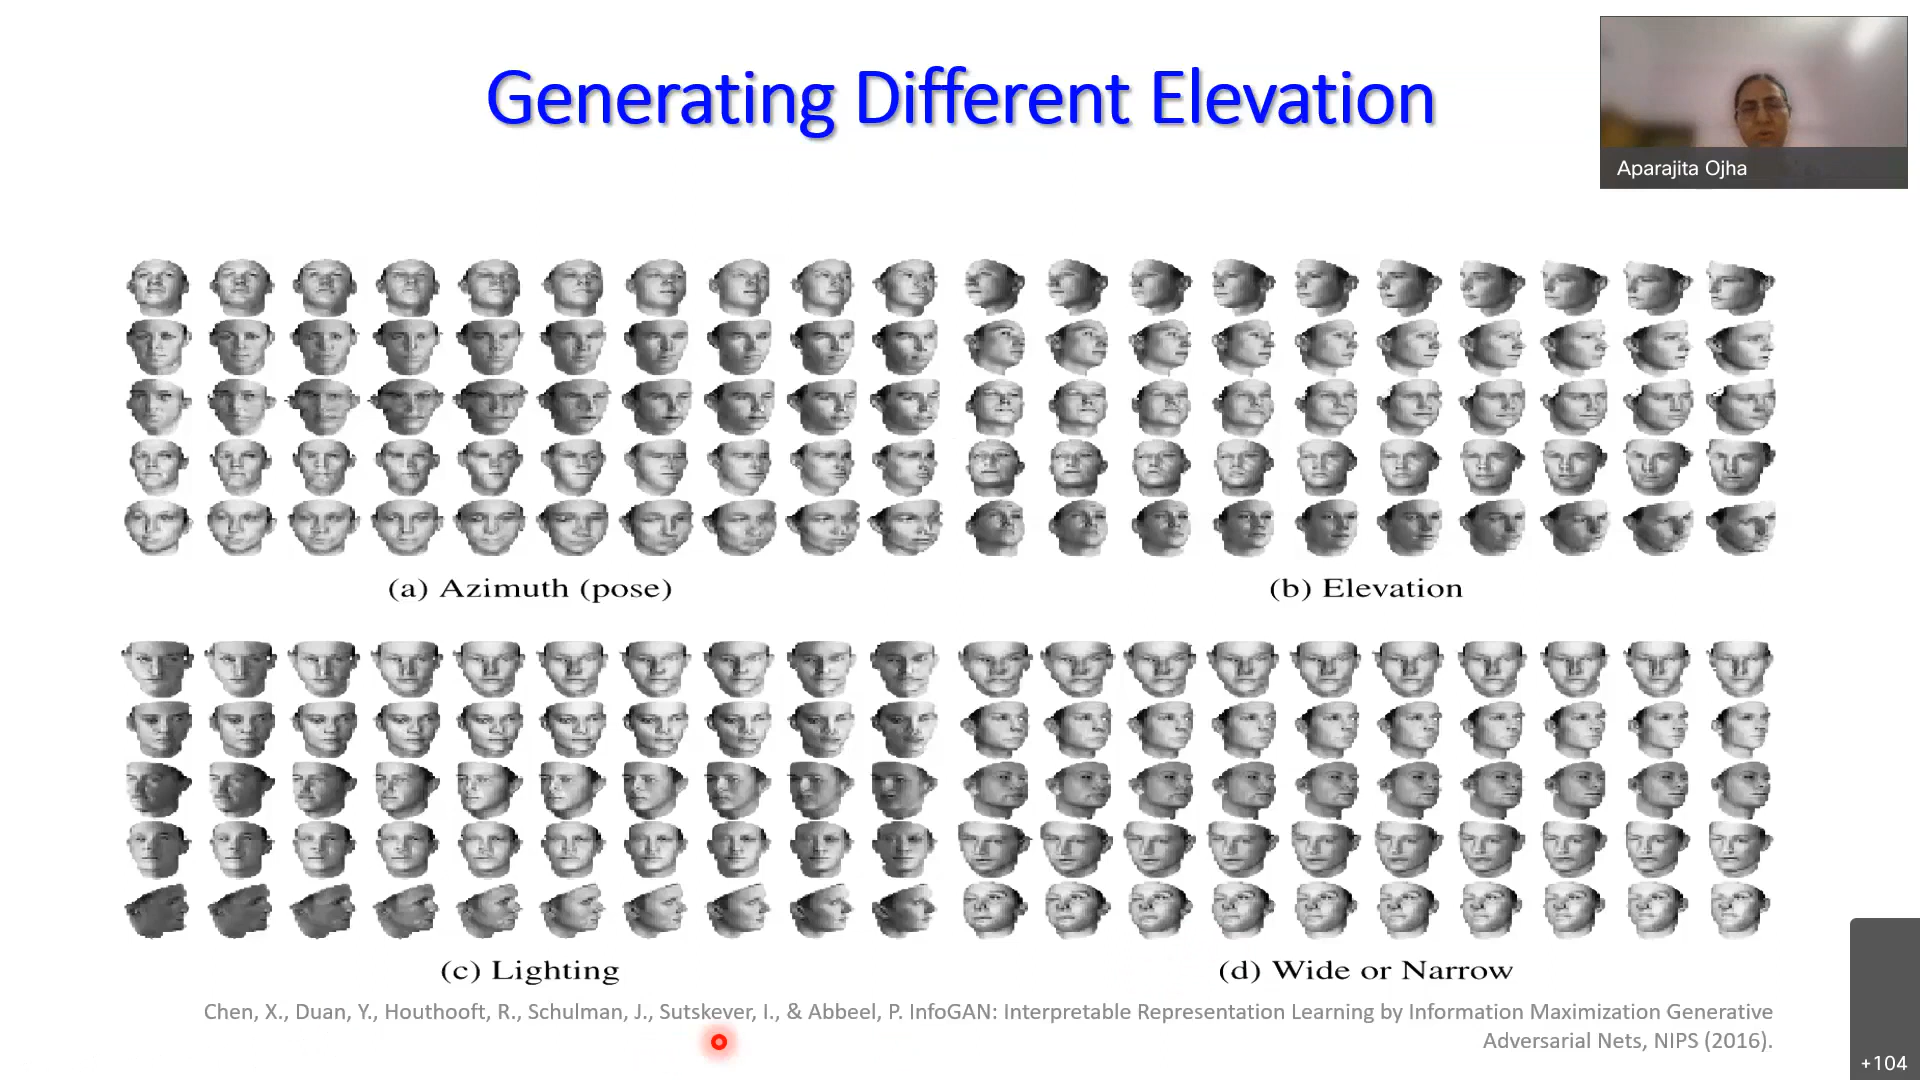 Generating Different Elevation
Aparajita Ojha
(a) Azimuth (pose)
(b) Elevation
(c) Lighting
(d) Wide or Narrow
Chen, X., Duan, Y., Houthooft, R., Schulman, J., Sutskever, I., & Abbeel, P. InfoGAN: Interpretable Representation Learning by Information Maximization Generative
Adversarial Nets, NIPS (2016).
+104